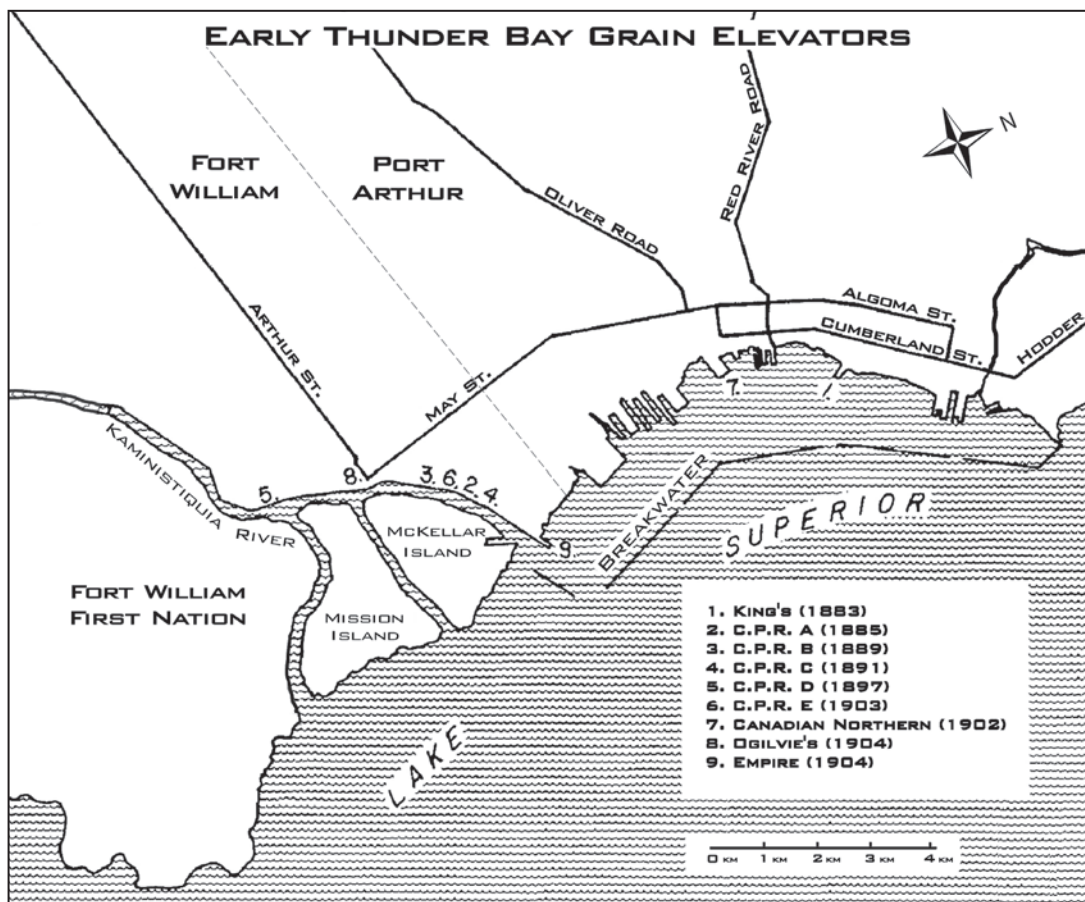 EARLY THUNDER BAY GRAIN ELEVATORS
N
FORT
WILLIAM
PORT
ARTHUR
OLIVER ROAD
RED RIVER ROAD
ARTHUR ST.
MAY ST.
ALGOMA ST.
CUMBERLAND ST.
HODDER
7.
1.
KAMINISTIQUIA
RIVER
5.
8.
3. 6. 2. 4.
9.
MCKELLAR
ISLAND
MISSION
ISLAND
FORT WILLIAM
FIRST NATION
BREAKWATER
LAKE
SUPERIOR
1. KING'S (1883)
2. C.P.R. A (1885)
3. C.P.R. B (1889)
4. C.P.R. C (1891)
5. C.P.R. D (1897)
6. C.P.R. E (1903)
7. CANADIAN NORTHERN (1902)
8. OGILVIE'S (1904)
9. EMPIRE (1904)
0 KM 1 KM 2 KM 3 KM 4 KM